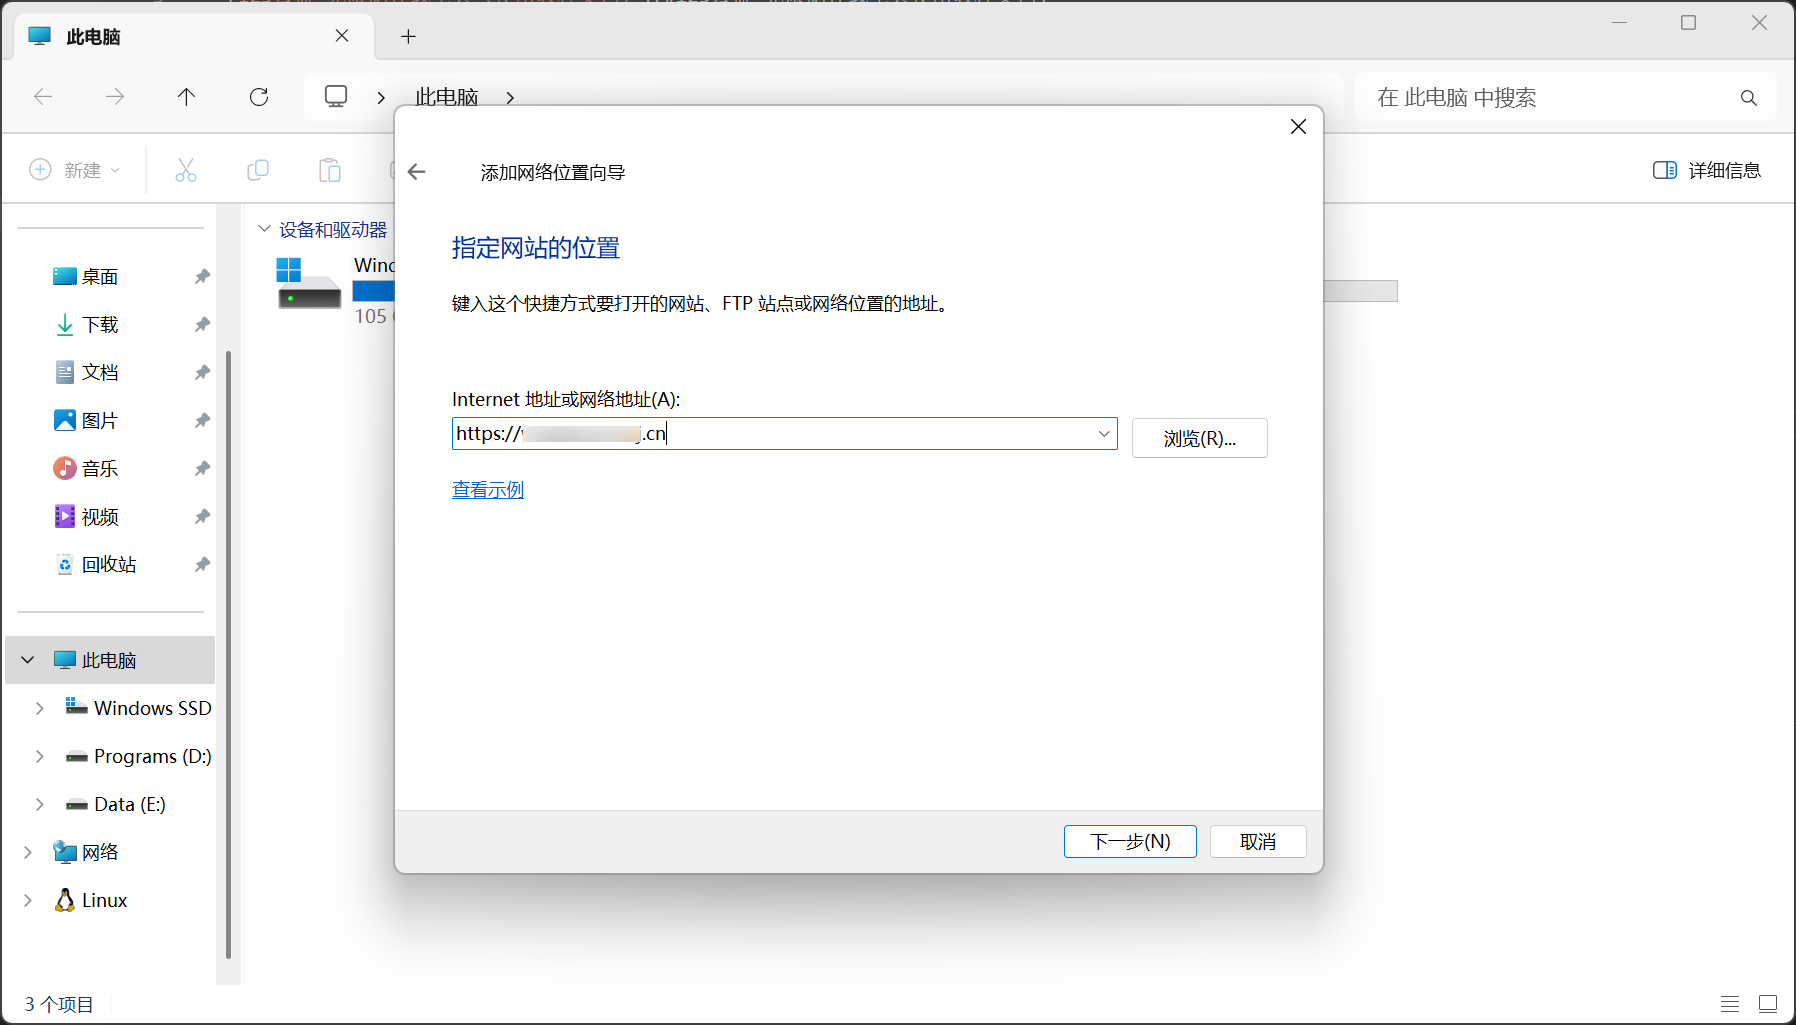 此电脑
此电脑
在 此电脑 中搜索
新建
详细信息
添加网络位置向导
指定网站的位置
键入这个快捷方式要打开的网站、FTP 站点或网络位置的地址。
Internet 地址或网络地址(A):
https://
j.cn
浏览(R)...
查看示例
下一步(N)
取消
设备和驱动器
Wind
105
桌面
下载
文档
图片
音乐
视频
回收站
此电脑
Windows SSD
Programs (D:)
Data (E:)
网络
Linux
3 个项目